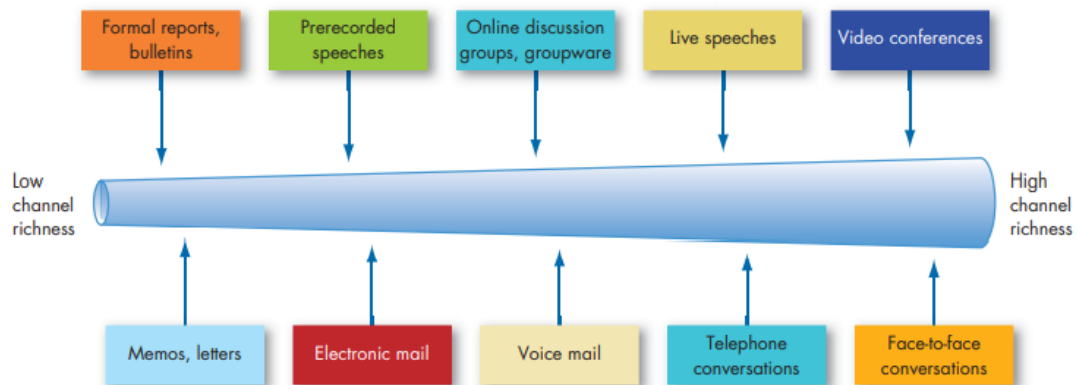 Formal reports,
bulletins
Prerecorded
speeches
Online discussion
groups, groupware
Live speeches
Video conferences
Low
channel
richness
High
channel
richness
Memos, letters
Electronic mail
Voice mail
Telephone
conversations
Face-to-face
conversations